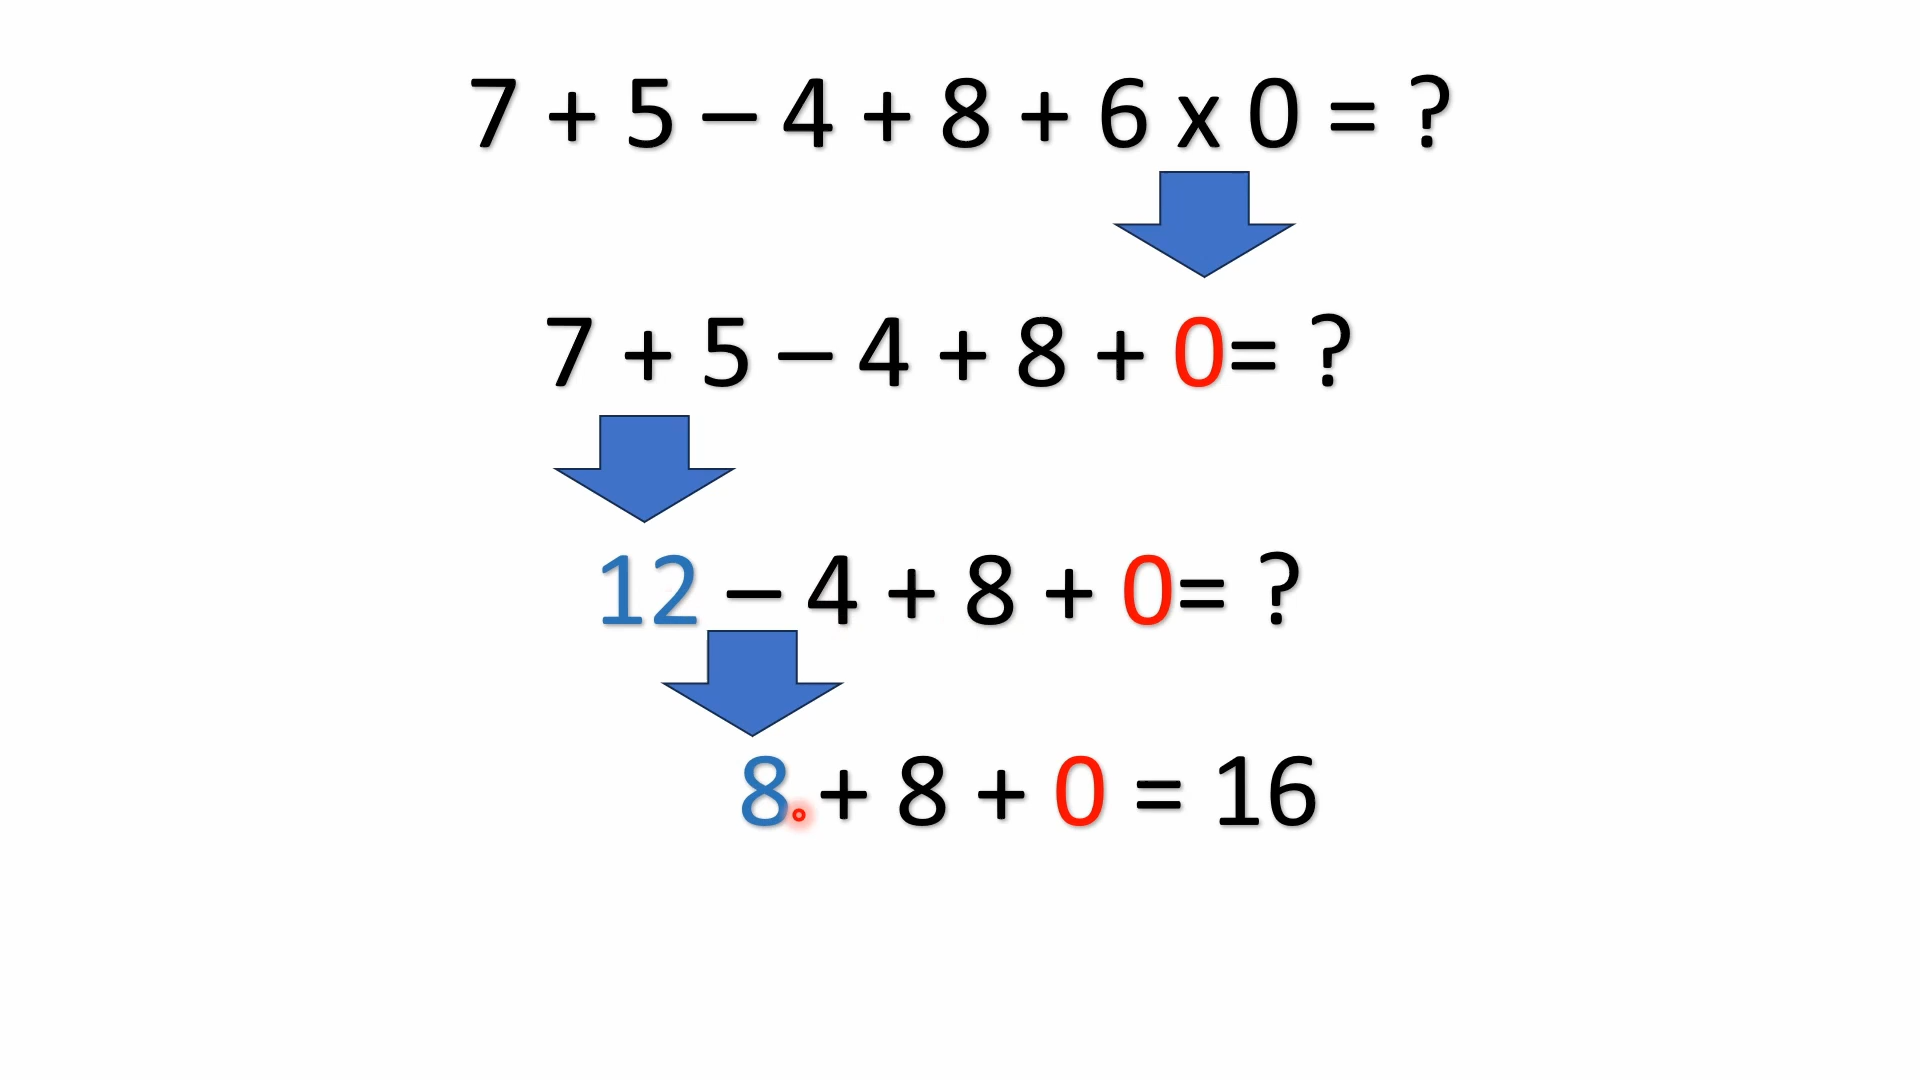 7 + 5 – 4 + 8 + 6 x 0 = ?
7 + 5 – 4 + 8 + 0= ?
12 – 4 + 8 + 0= ?
8 + 8 + 0 = 16